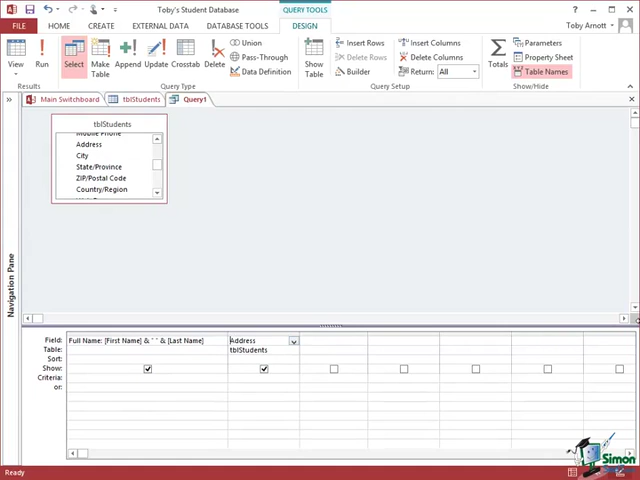 Toby's Student Database
QUERY TOOLS
FILE HOME CREATE EXTERNAL DATA DATABASE TOOLS DESIGN Toby Arnott
View Run Select Make Table Append Update Crosstab Delete Union Pass-Through Data Definition Show Table Insert Rows Delete Rows Builder Insert Columns Delete Columns Return: All Totals Parameters Property Sheet Table Names
Results Query Type Query Setup Show/Hide
Main Switchboard tblStudents Query1
tblStudents
Mobile Phone
Address
City
State/Province
ZIP/Postal Code
Country/Region
Navigation Pane
Field: Full Name: [First Name] & " " & [Last Name] Address
Table: tblStudents
Sort:
Show:
Criteria:
or:
Simon
Ready